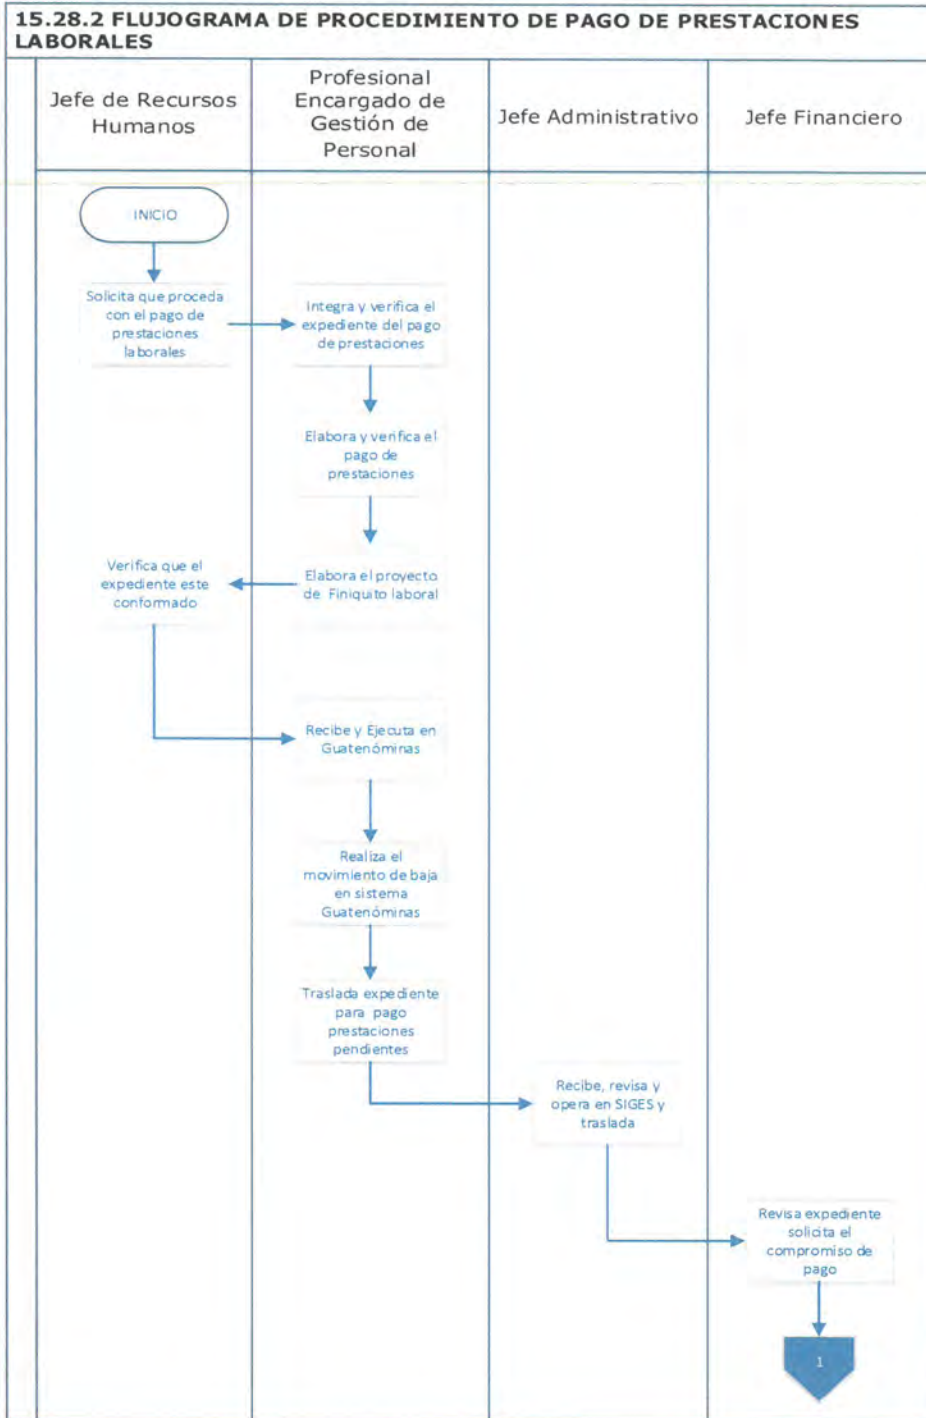 15.28.2 FLUJOGRAMA DE PROCEDIMIENTO DE PAGO DE PRESTACIONES
LABORALES
Jefe de Recursos
Humanos
Profesional
Encargado de
Gestión de
Personal
Jefe Administrativo
Jefe Financiero
INICIO
Solicita que proceda
con el pago de
prestaciones
laborales
Integra y verifica el
expediente del pago
de prestaciones
Elabora y verifica el
pago de
prestaciones
Elabora el proyecto
de Finiquito laboral
Verifica que el
expediente este
conformado
Recibe y Ejecuta en
Guatenóminas
Realiza el
movimiento de baja
en sistema
Guatenóminas
Traslada expediente
para pago
prestaciones
pendientes
Recibe, revisa y
opera en SIGES y
traslada
Revisa expediente
solicita el
compromiso de
pago
1